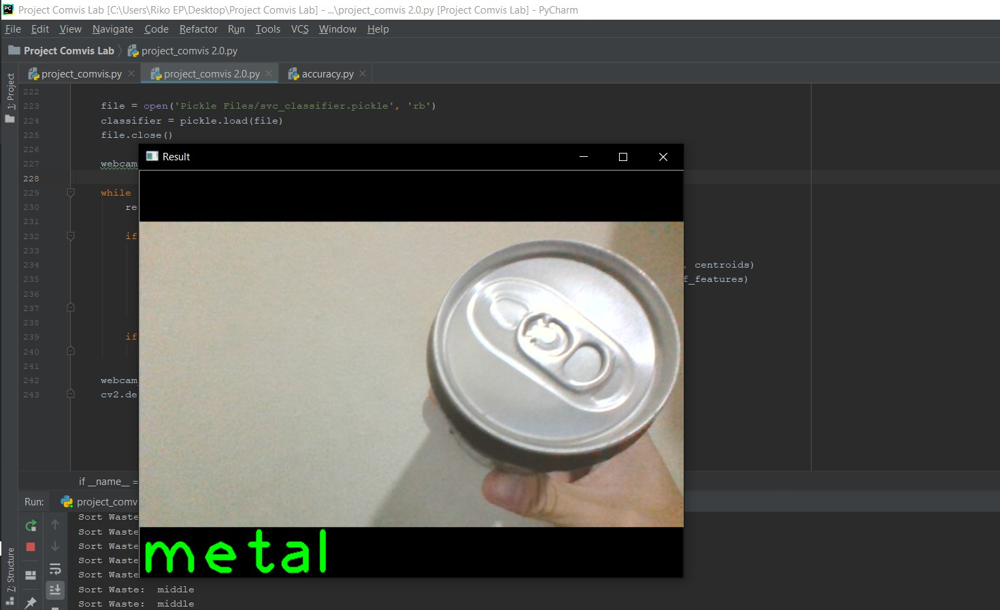 PC Project Comvis Lab [C:\Users\Riko EP\Desktop\Project Comvis Lab] - ...\project_comvis 2.0.py [Project Comvis Lab] - PyCharm
File Edit View Navigate Code Refactor Run Tools VCS Window Help
Project Comvis Lab project_comvis 2.0.py
project_comvis.py project_comvis 2.0.py accuracy.py
1: Project
222
223 file = open('Pickle Files/svc_classifier.pickle', 'rb')
224 classifier = pickle.load(file)
225 file.close()
226
227 webcam
228
229 while
230 re
231
232 if
233
234 , centroids)
235 f_features)
236
237
238
239 if
240
241
242 webcam
243 cv2.de
Result
metal
if __name__ =
Run: project_comv
7: Structure
Sort Waste
Sort Waste
Sort Waste
Sort Waste
Sort Waste
Sort Waste: middle
Sort Waste: middle